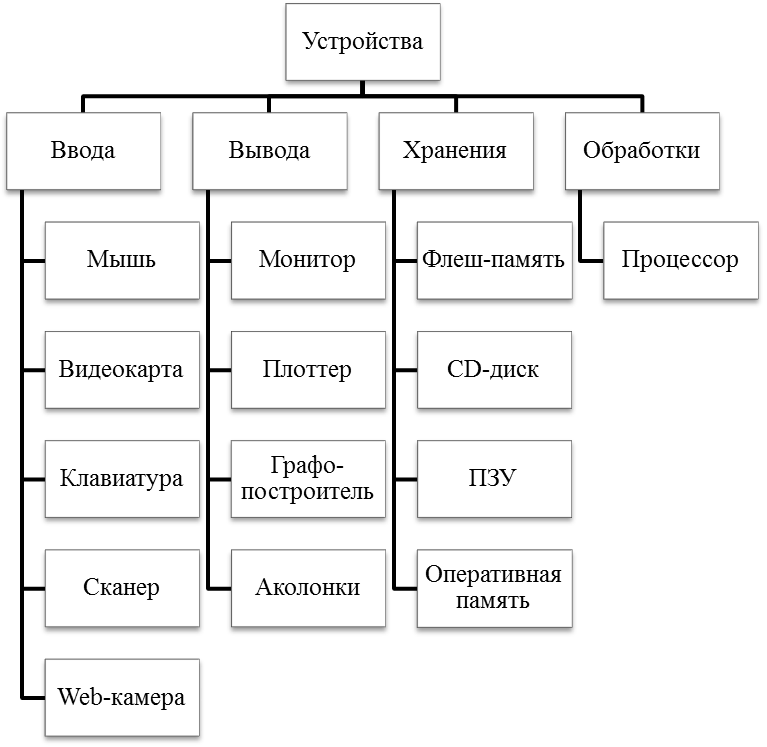 Устройства
Ввода
Вывода
Хранения
Обработки
Мышь
Монитор
Флеш-память
Процессор
Видеокарта
Плоттер
CD-диск
Клавиатура
Графо-
построитель
ПЗУ
Сканер
Аколонки
Оперативная
память
Web-камера